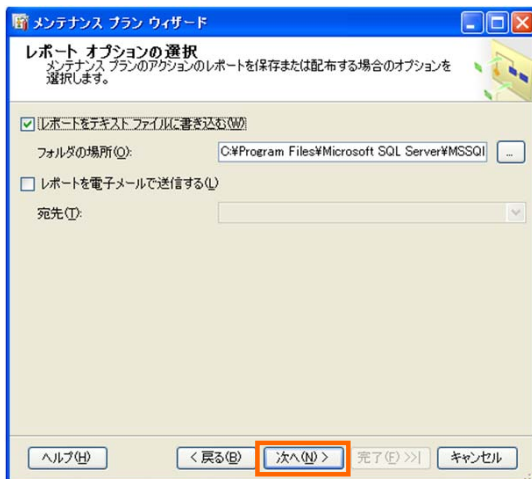 メンテナンス プラン ウィザード
レポート オプションの選択
メンテナンス プランのアクションのレポートを保存または配布する場合のオプションを
選択します。
レポートをテキスト ファイルに書き込む(W)
フォルダの場所(O): C:¥Program Files¥Microsoft SQL Server¥MSSQL ...
レポートを電子メールで送信する(L)
宛先(T):
ヘルプ(H) < 戻る(B) 次へ(N) > 完了(F) >>| キャンセル